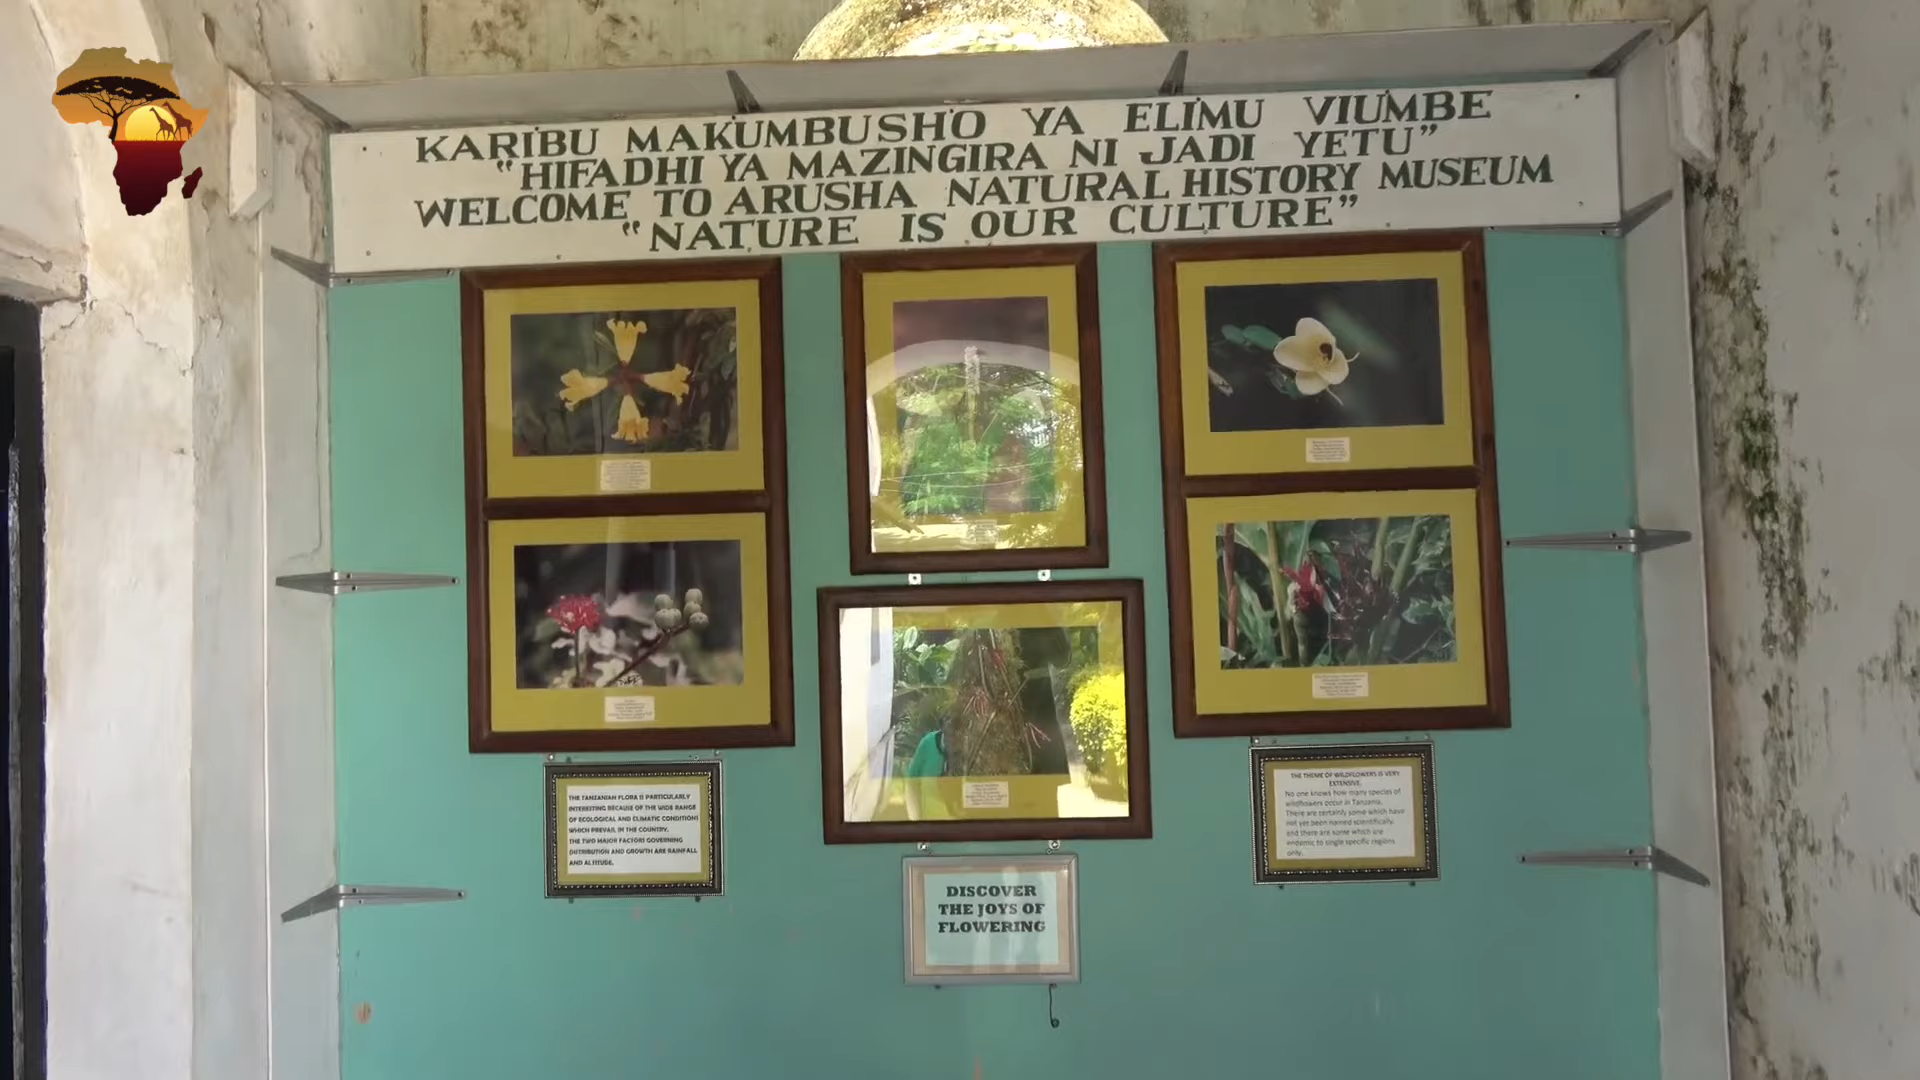 KARIBU MAKUMBUSHO YA ELIMU VIUMBE
"HIFADHI YA MAZINGIRA NI JADI YETU"
WELCOME TO ARUSHA NATURAL HISTORY MUSEUM
"NATURE IS OUR CULTURE"
THE TANZANIAN FLORA IS PARTICULARLY
INTERESTING BECAUSE OF THE WIDE RANGE
OF ECOLOGICAL AND CLIMATIC CONDITIONS
WHICH PREVAIL IN THE COUNTRY.
THE TWO MAJOR FACTORS GOVERNING
DISTRIBUTION AND GROWTH ARE RAINFALL
AND ALTITUDE.
DISCOVER
THE JOYS OF
FLOWERING
THE THEME OF WILDFLOWERS IS VERY
EXTENSIVE.
No one knows how many species of
wildflowers occur in Tanzania.
There are certainly some which have
not yet been named scientifically.
and there are some which are
endemic to single specific regions
only.